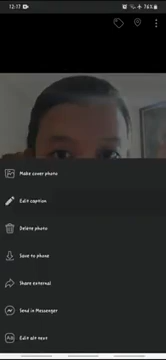 12:17
76%
Make cover photo
Edit caption
Delete photo
Save to phone
Share external
Send in Messenger
Edit alt text